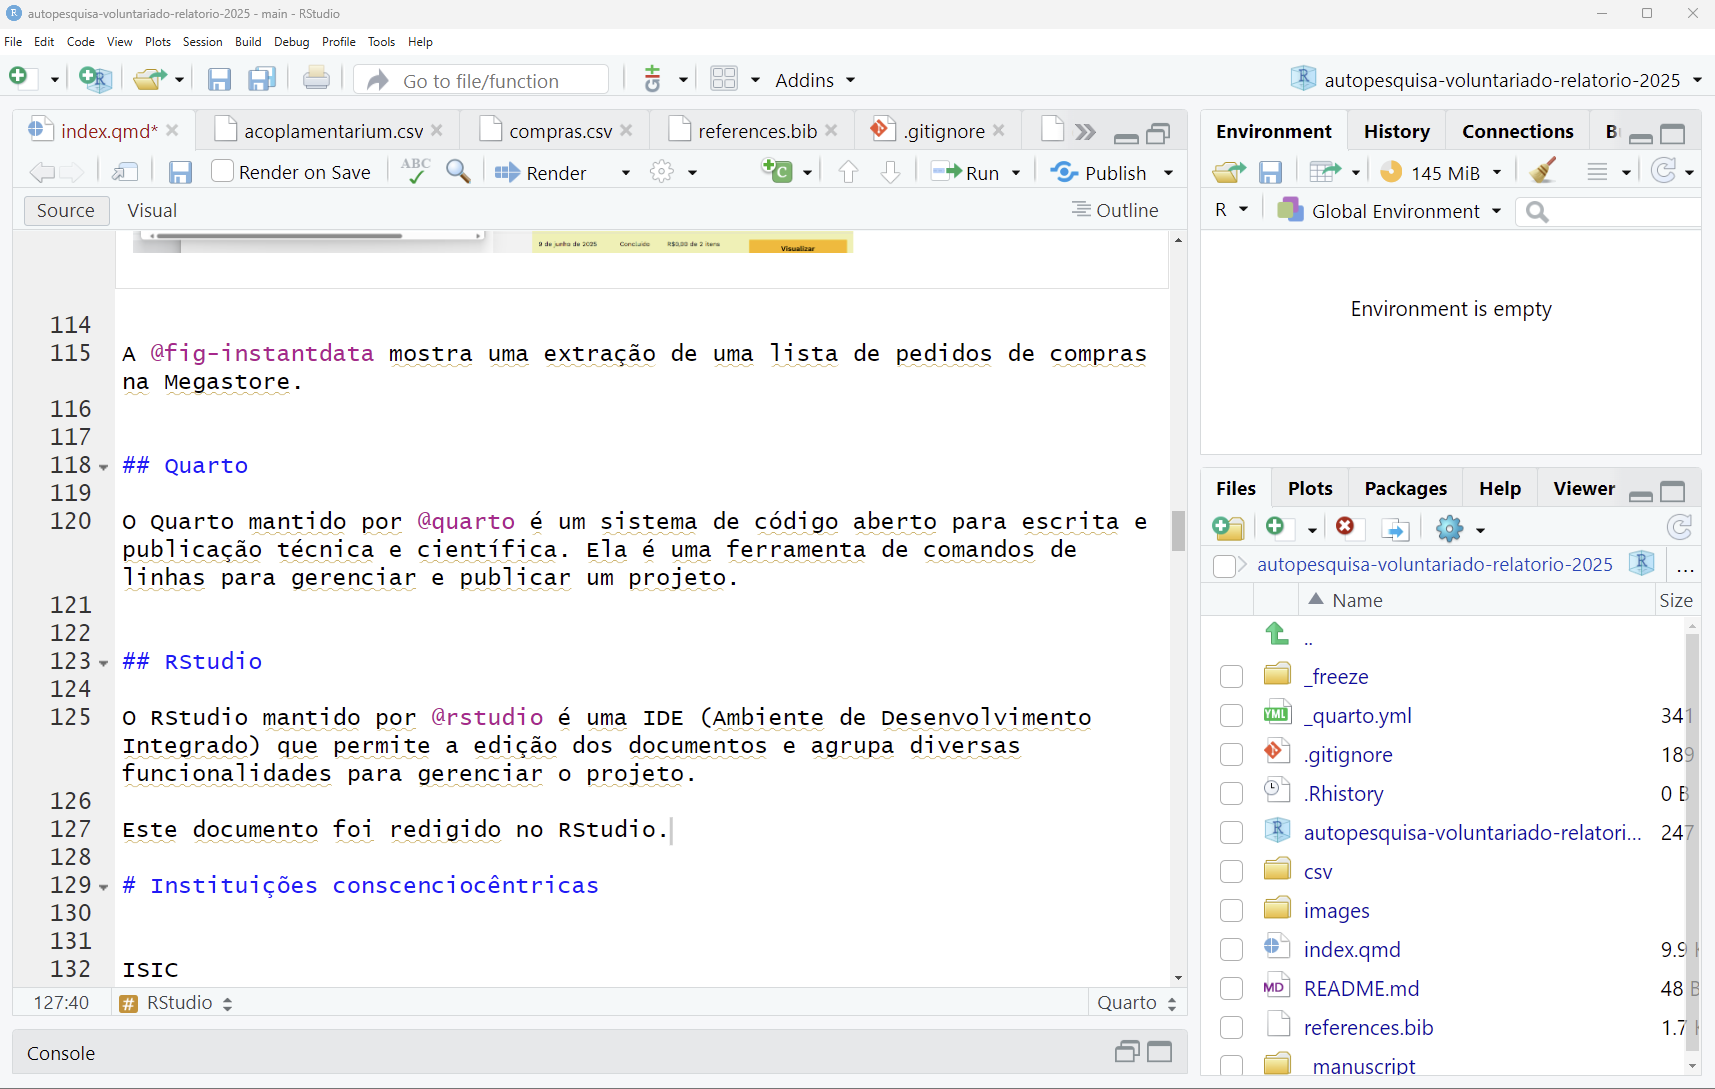 autopesquisa-voluntariado-relatorio-2025 - main - RStudio
File Edit Code View Plots Session Build Debug Profile Tools Help
Go to file/function
Addins
autopesquisa-voluntariado-relatorio-2025
index.qmd*
acoplamentarium.csv
compras.csv
references.bib
.gitignore
Render on Save
ABC
Render
Run
Publish
Source
Visual
Outline
9 de junho de 2025 Concluído R$0,00 de 2 itens Visualizar
114
115 A @fig-instantdata mostra uma extração de uma lista de pedidos de compras
na Megastore.
116
117
118 ## Quarto
119
120 O Quarto mantido por @quarto é um sistema de código aberto para escrita e
publicação técnica e científica. Ela é uma ferramenta de comandos de
linhas para gerenciar e publicar um projeto.
121
122
123 ## RStudio
124
125 O RStudio mantido por @rstudio é uma IDE (Ambiente de Desenvolvimento
Integrado) que permite a edição dos documentos e agrupa diversas
funcionalidades para gerenciar o projeto.
126
127 Este documento foi redigido no RStudio.
128
129 # Instituições conscenciocêntricas
130
131
132 ISIC
127:40
# RStudio
Quarto
Console
Environment
History
Connections
145 MiB
R
Global Environment
Environment is empty
Files
Plots
Packages
Help
Viewer
autopesquisa-voluntariado-relatorio-2025
...
Name Size
..
_freeze
_quarto.yml 341
.gitignore 189
.Rhistory 0 B
autopesquisa-voluntariado-relatori... 247
csv
images
index.qmd 9.9
README.md 48 B
references.bib 1.7
_manuscript